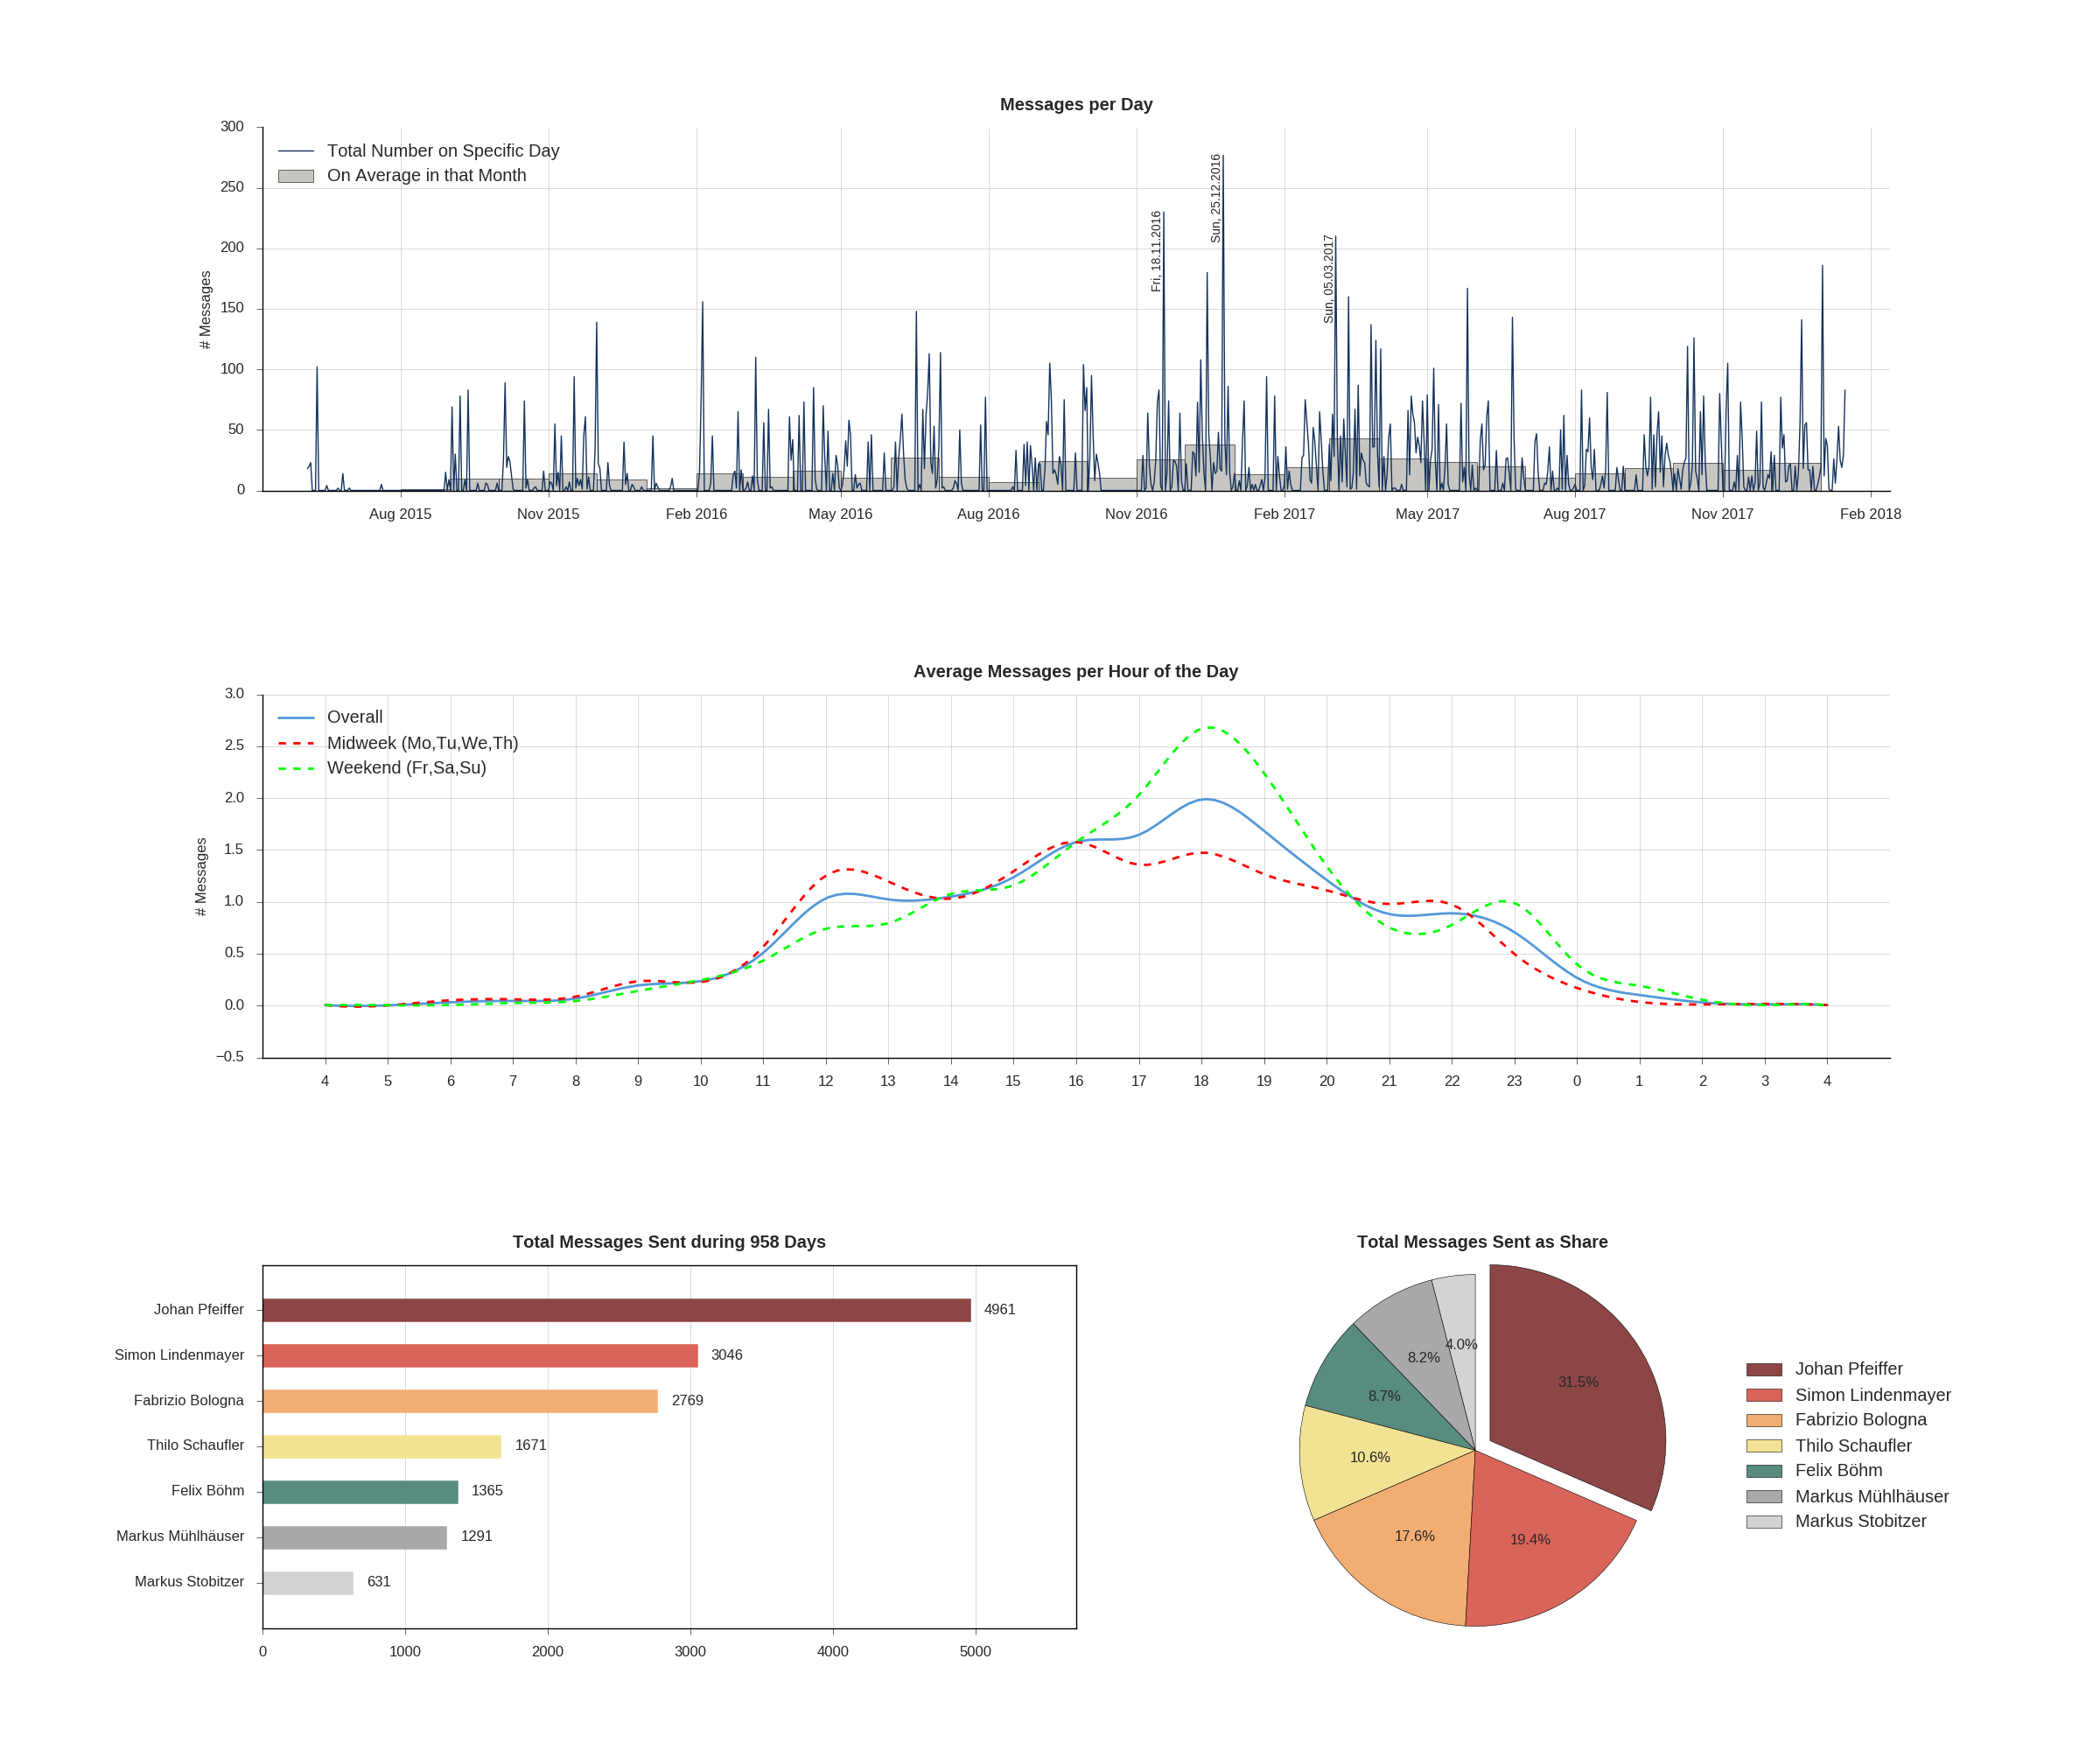 Messages per Day
300
250
200
150
100
50
0
# Messages
Total Number on Specific Day
On Average in that Month
Fri, 18.11.2016
Sun, 25.12.2016
Sun, 05.03.2017
Aug 2015 Nov 2015 Feb 2016 May 2016 Aug 2016 Nov 2016 Feb 2017 May 2017 Aug 2017 Nov 2017 Feb 2018
Average Messages per Hour of the Day
3.0
2.5
2.0
1.5
1.0
0.5
0.0
−0.5
# Messages
Overall
Midweek (Mo,Tu,We,Th)
Weekend (Fr,Sa,Su)
4 5 6 7 8 9 10 11 12 13 14 15 16 17 18 19 20 21 22 23 0 1 2 3 4
Total Messages Sent during 958 Days
Johan Pfeiffer 4961
Simon Lindenmayer 3046
Fabrizio Bologna 2769
Thilo Schaufler 1671
Felix Böhm 1365
Markus Mühlhäuser 1291
Markus Stobitzer 631
0 1000 2000 3000 4000 5000
Total Messages Sent as Share
4.0%
8.2%
31.5%
8.7%
10.6%
17.6%
19.4%
Johan Pfeiffer
Simon Lindenmayer
Fabrizio Bologna
Thilo Schaufler
Felix Böhm
Markus Mühlhäuser
Markus Stobitzer